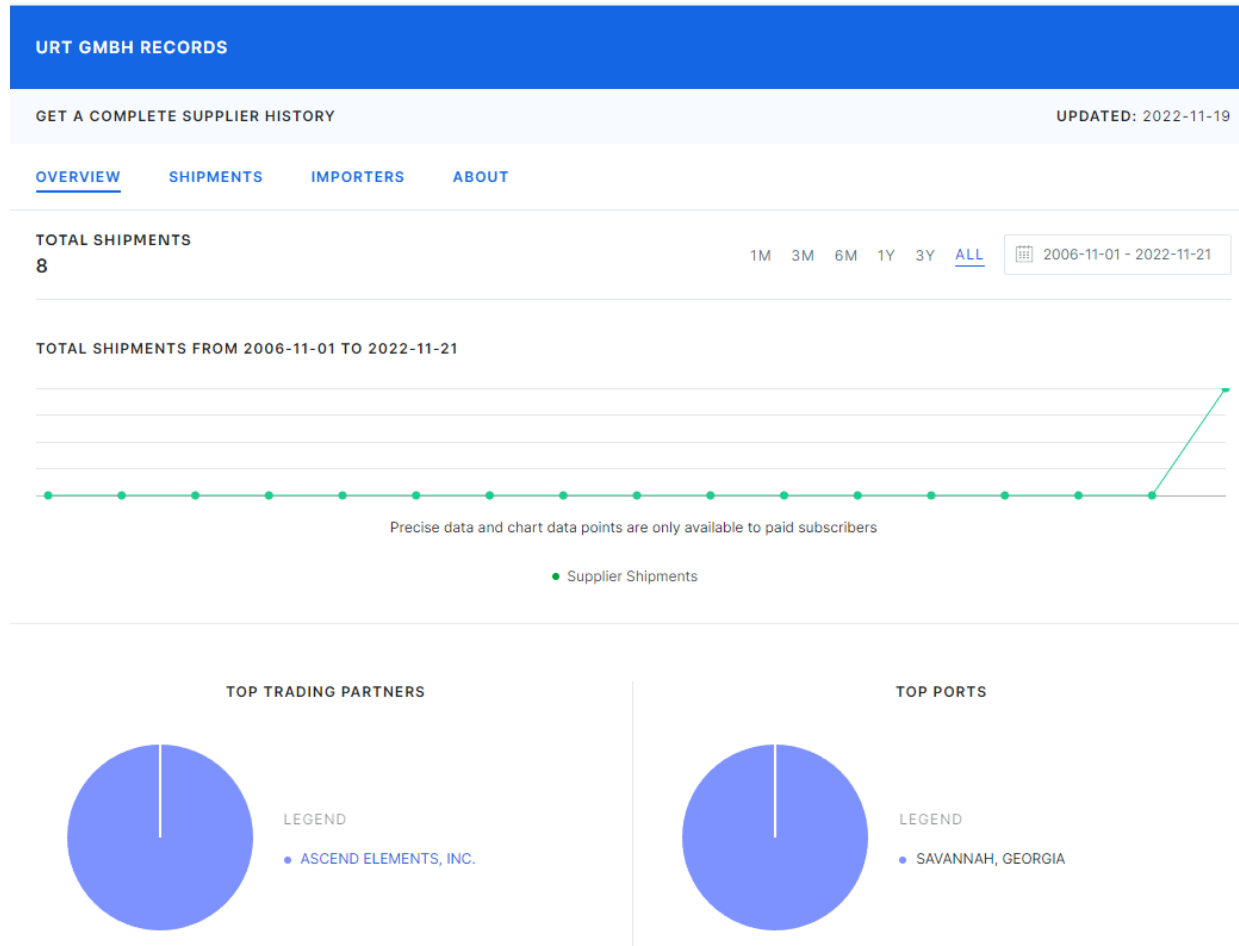 URT GMBH RECORDS
GET A COMPLETE SUPPLIER HISTORY
UPDATED: 2022-11-19
OVERVIEW SHIPMENTS IMPORTERS ABOUT
TOTAL SHIPMENTS
8
1M 3M 6M 1Y 3Y ALL 2006-11-01 - 2022-11-21
TOTAL SHIPMENTS FROM 2006-11-01 TO 2022-11-21
Precise data and chart data points are only available to paid subscribers
Supplier Shipments
TOP TRADING PARTNERS
LEGEND
ASCEND ELEMENTS, INC.
TOP PORTS
LEGEND
SAVANNAH, GEORGIA